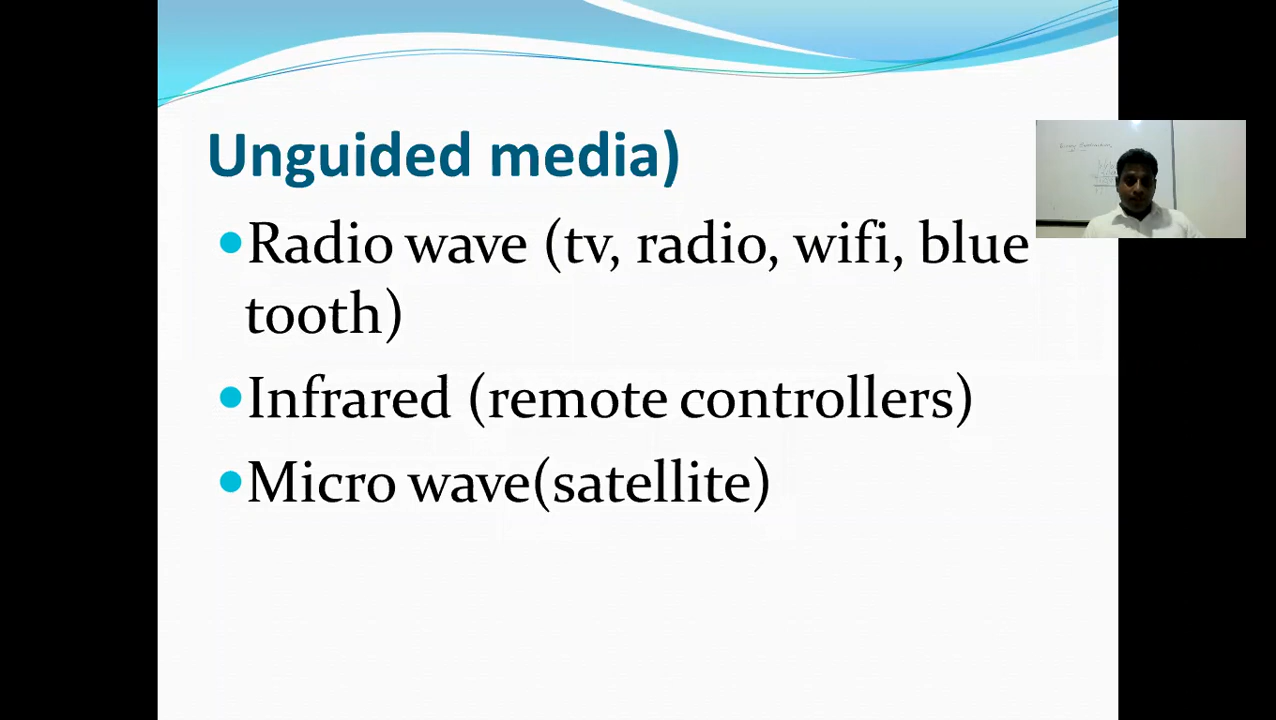 Unguided media)
•Radio wave (tv, radio, wifi, blue
tooth)
•Infrared (remote controllers)
•Micro wave(satellite)